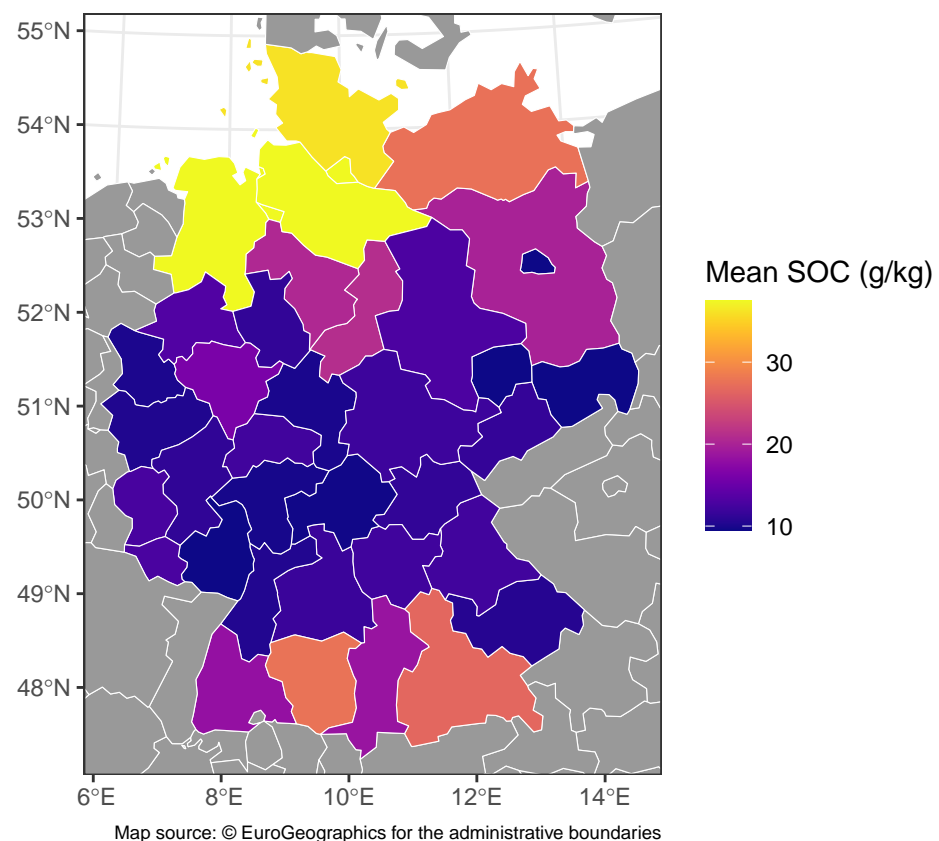 55°N
54°N
53°N
52°N
51°N
50°N
49°N
48°N
6°E 8°E 10°E 12°E 14°E
Mean SOC (g/kg)
30
20
10
Map source: © EuroGeographics for the administrative boundaries